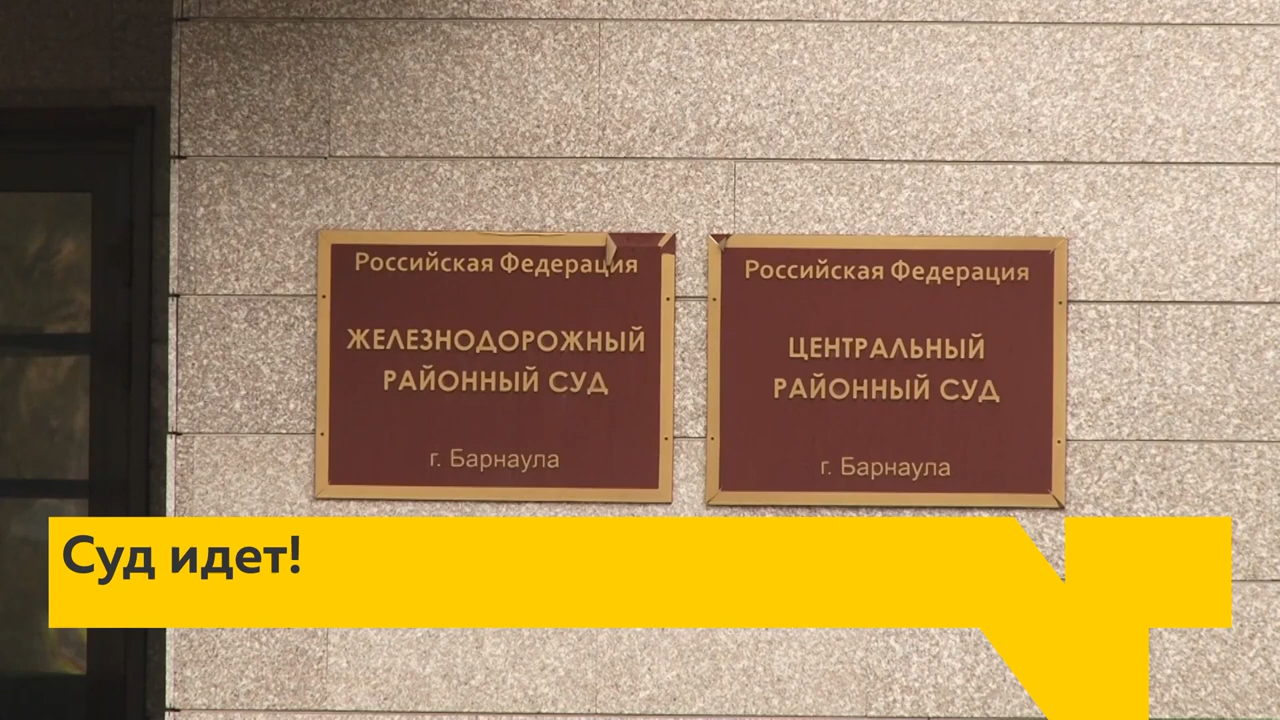 Российская Федерация
ЖЕЛЕЗНОДОРОЖНЫЙ
РАЙОННЫЙ СУД
г. Барнаула
Российская Федерация
ЦЕНТРАЛЬНЫЙ
РАЙОННЫЙ СУД
г. Барнаула
Суд идет!